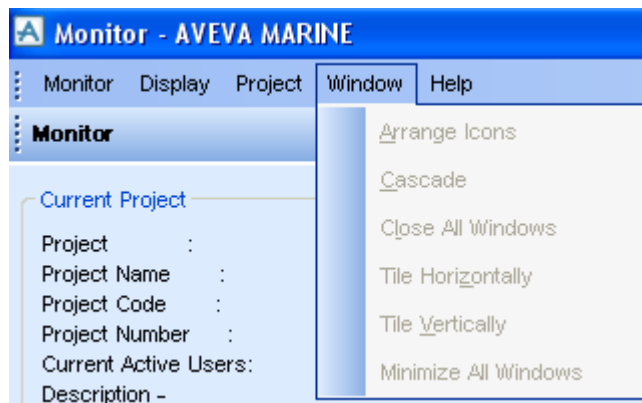 Monitor - AVEVA MARINE
Monitor Display Project Window Help
Monitor
Arrange Icons
Cascade
Close All Windows
Tile Horizontally
Tile Vertically
Minimize All Windows
Current Project
Project :
Project Name :
Project Code :
Project Number :
Current Active Users:
Description -